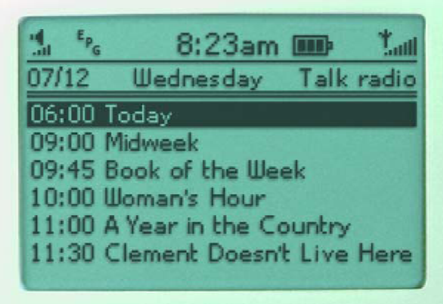 EPG 8:23am
07/12 Wednesday Talk radio
06:00 Today
09:00 Midweek
09:45 Book of the Week
10:00 Woman's Hour
11:00 A Year in the Country
11:30 Clement Doesn't Live Here